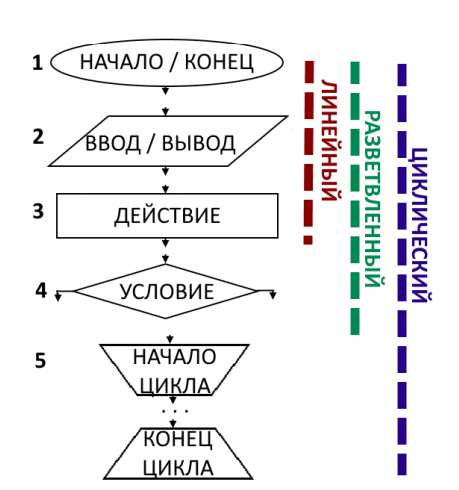 1 НАЧАЛО / КОНЕЦ
2 ВВОД / ВЫВОД
3 ДЕЙСТВИЕ
4 УСЛОВИЕ
5 НАЧАЛО
ЦИКЛА
. . .
КОНЕЦ
ЦИКЛА
ЛИНЕЙНЫЙ
РАЗВЕТВЛЕННЫЙ
ЦИКЛИЧЕСКИЙ